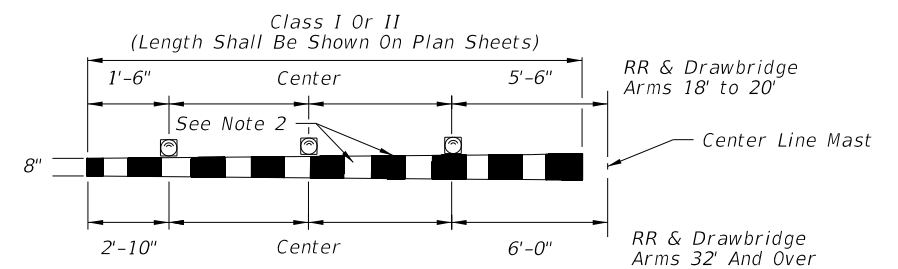 Class I Or II
(Length Shall Be Shown On Plan Sheets)
1'-6"
Center
5'-6"
RR & Drawbridge
Arms 18' to 20'
See Note 2
Center Line Mast
8"
2'-10"
Center
6'-0"
RR & Drawbridge
Arms 32' And Over